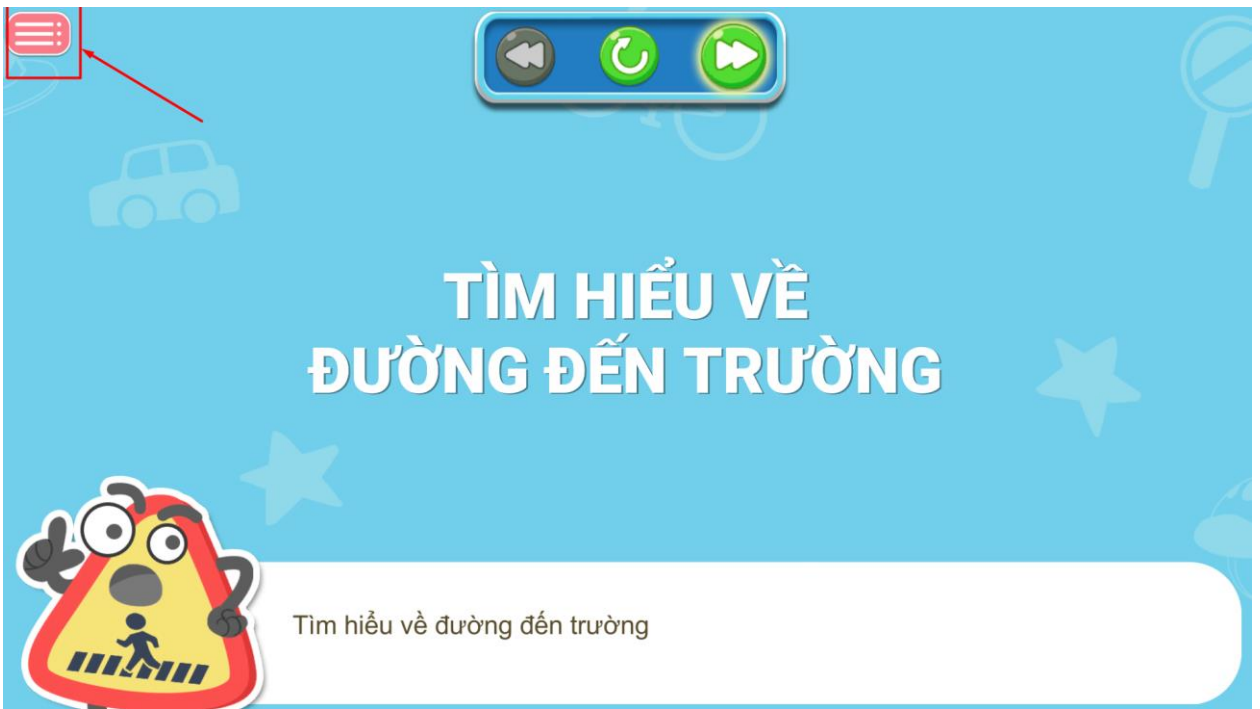 TÌM HIỂU VỀ
ĐƯỜNG ĐẾN TRƯỜNG
Tìm hiểu về đường đến trường